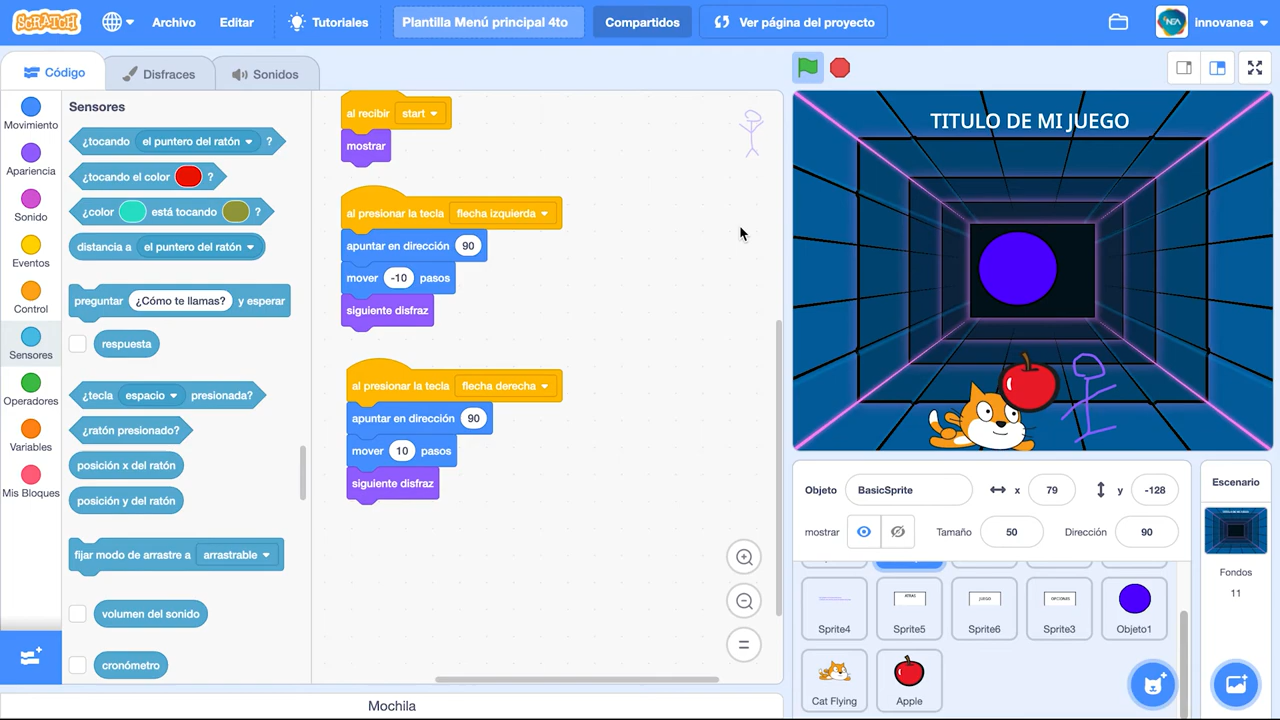 SCRATCH
Archivo
Editar
Tutoriales
Plantilla Menú principal 4to
Compartidos
Ver página del proyecto
innovanea
Código
Disfraces
Sonidos
Movimiento
Apariencia
Sonido
Eventos
Control
Sensores
Operadores
Variables
Mis Bloques
Sensores
¿tocando el puntero del ratón ?
¿tocando el color ?
¿color está tocando ?
distancia a el puntero del ratón
preguntar ¿Cómo te llamas? y esperar
respuesta
¿tecla espacio presionada?
¿ratón presionado?
posición x del ratón
posición y del ratón
fijar modo de arrastre a arrastrable
volumen del sonido
cronómetro
al recibir start
mostrar
al presionar la tecla flecha izquierda
apuntar en dirección 90
mover -10 pasos
siguiente disfraz
al presionar la tecla flecha derecha
apuntar en dirección 90
mover 10 pasos
siguiente disfraz
Mochila
TITULO DE MI JUEGO
Objeto BasicSprite x 79 y -128
mostrar Tamaño 50 Dirección 90
ATRAS
JUEGO
OPCIONES
Sprite4
Sprite5
Sprite6
Sprite3
Objeto1
Cat Flying
Apple
Escenario
Fondos
11